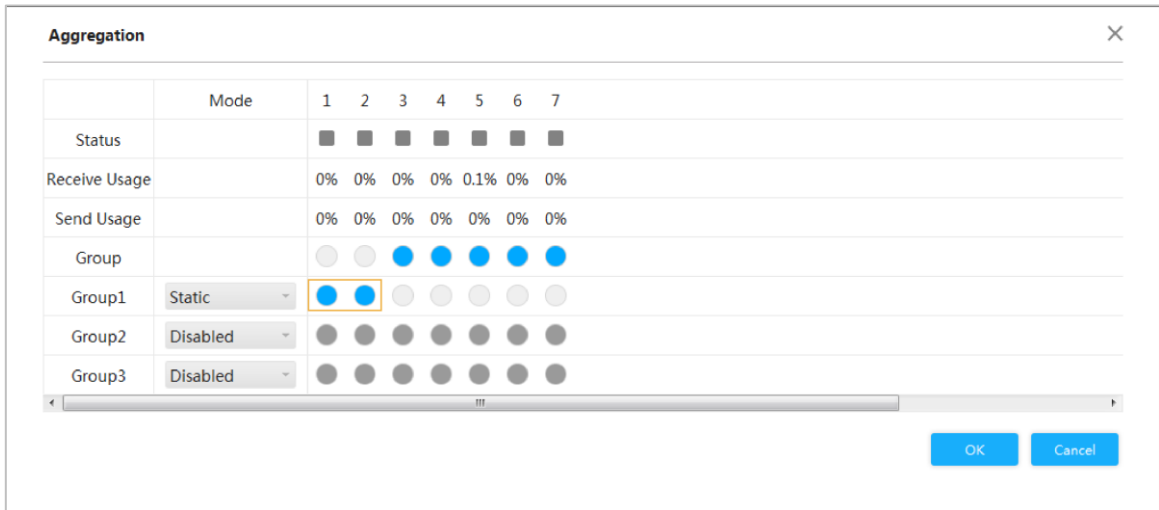 Aggregation
Mode 1 2 3 4 5 6 7
Status
Receive Usage 0% 0% 0% 0% 0.1% 0% 0%
Send Usage 0% 0% 0% 0% 0% 0% 0%
Group
Group1 Static
Group2 Disabled
Group3 Disabled
OK Cancel